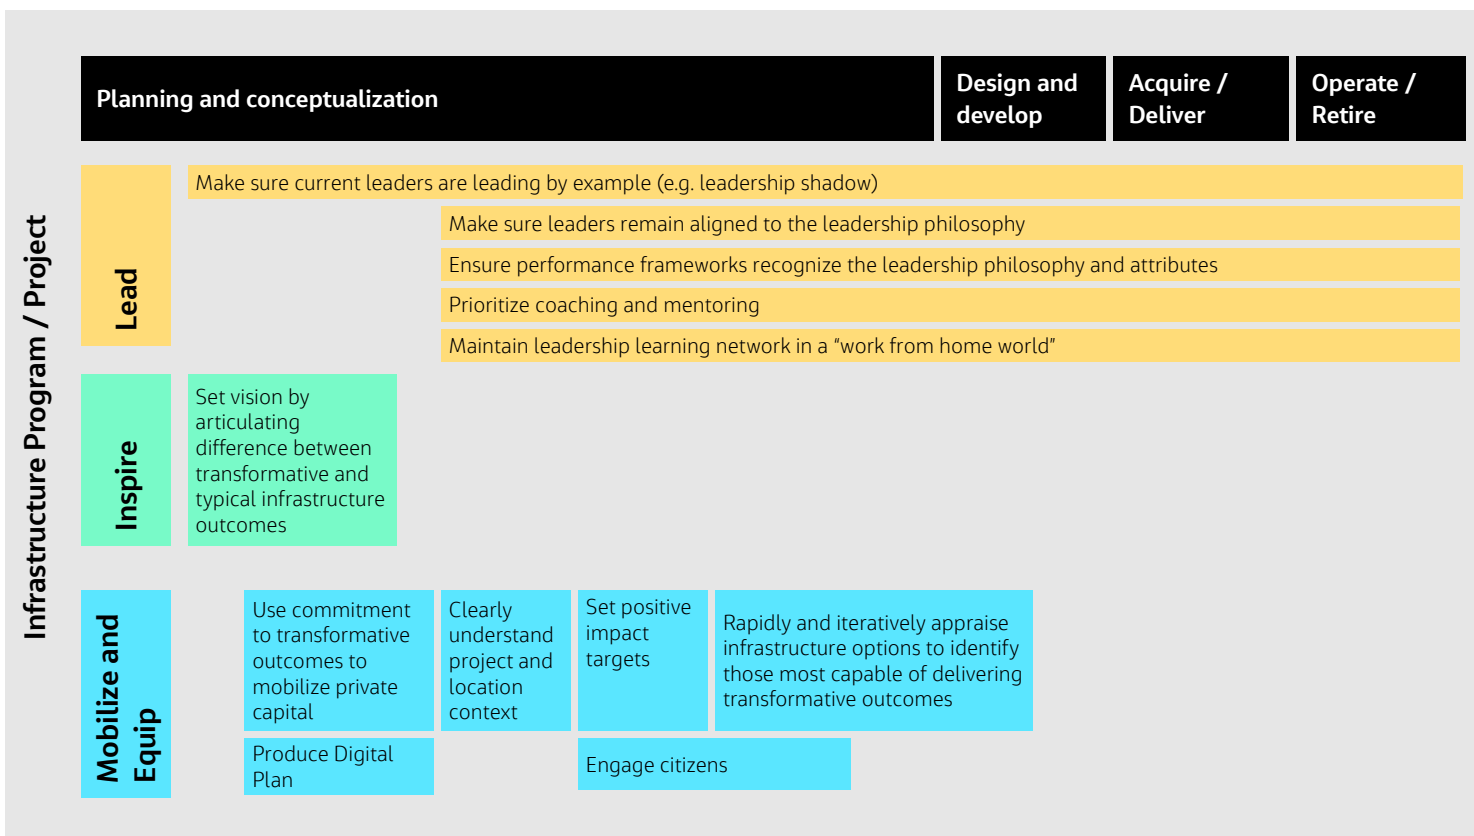 Infrastructure Program / Project
Planning and conceptualization
Design and
develop
Acquire /
Deliver
Operate /
Retire
Lead
Make sure current leaders are leading by example (e.g. leadership shadow)
Make sure leaders remain aligned to the leadership philosophy
Ensure performance frameworks recognize the leadership philosophy and attributes
Prioritize coaching and mentoring
Maintain leadership learning network in a “work from home world”
Inspire
Set vision by
articulating
difference between
transformative and
typical infrastructure
outcomes
Mobilize and
Equip
Use commitment
to transformative
outcomes to
mobilize private
capital
Clearly
understand
project and
location
context
Set positive
impact
targets
Rapidly and iteratively appraise
infrastructure options to identify
those most capable of delivering
transformative outcomes
Produce Digital
Plan
Engage citizens